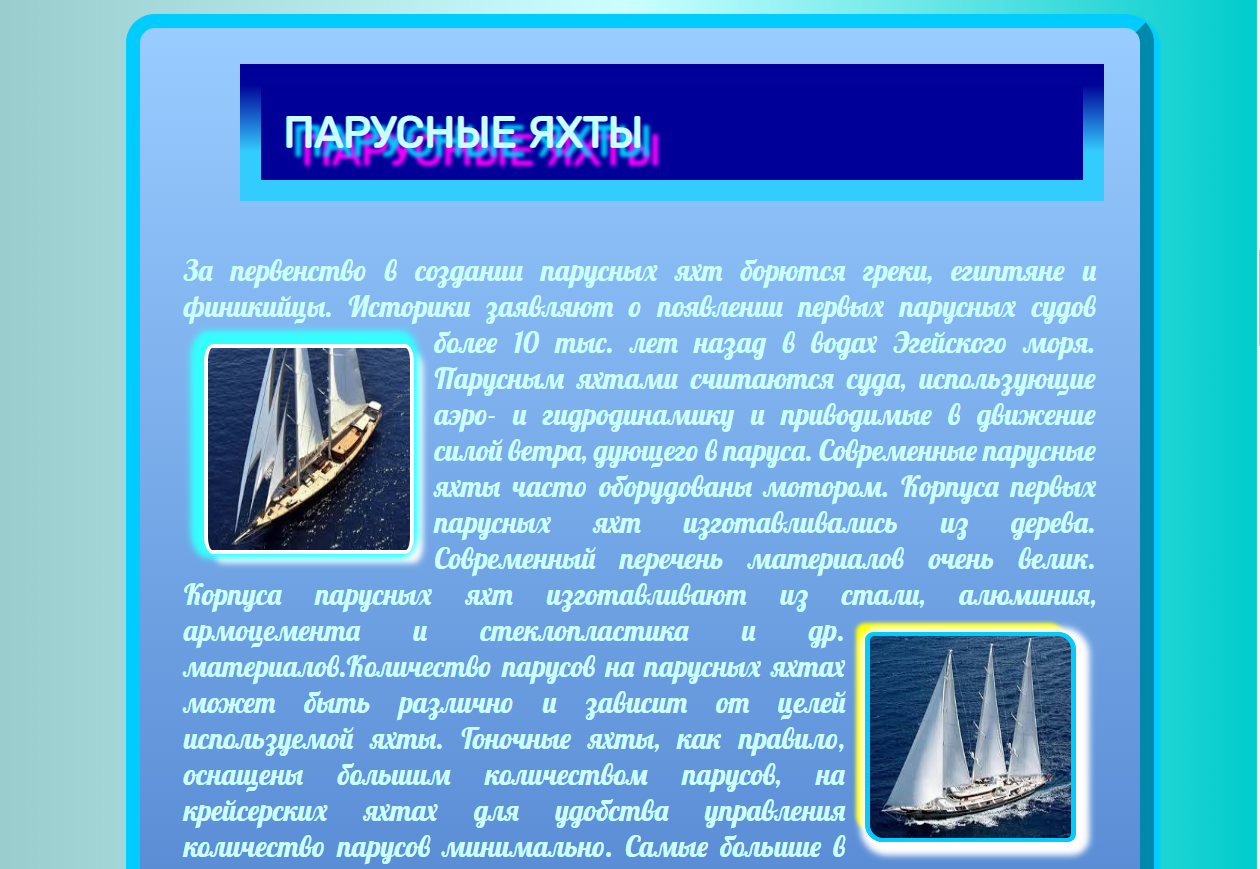 ПАРУСНЫЕ ЯХТЫ
За первенство в создании парусных яхт борются греки, египтяне и
финикийцы. Историки заявляют о появлении первых парусных судов
более 10 тыс. лет назад в водах Эгейского моря.
Парусным яхтами считаются суда, использующие
аэро- и гидродинамику и приводимые в движение
силой ветра, дующего в паруса. Современные парусные
яхты часто оборудованы мотором. Корпуса первых
парусных яхт изготавливались из дерева.
Современный перечень материалов очень велик.
Корпуса парусных яхт изготавливают из стали, алюминия,
армоцемента и стеклопластика и др.
материалов.Количество парусов на парусных яхтах
может быть различно и зависит от целей
используемой яхты. Гоночные яхты, как правило,
оснащены большим количеством парусов, на
крейсерских яхтах для удобства управления
количество парусов минимально. Самые большие в